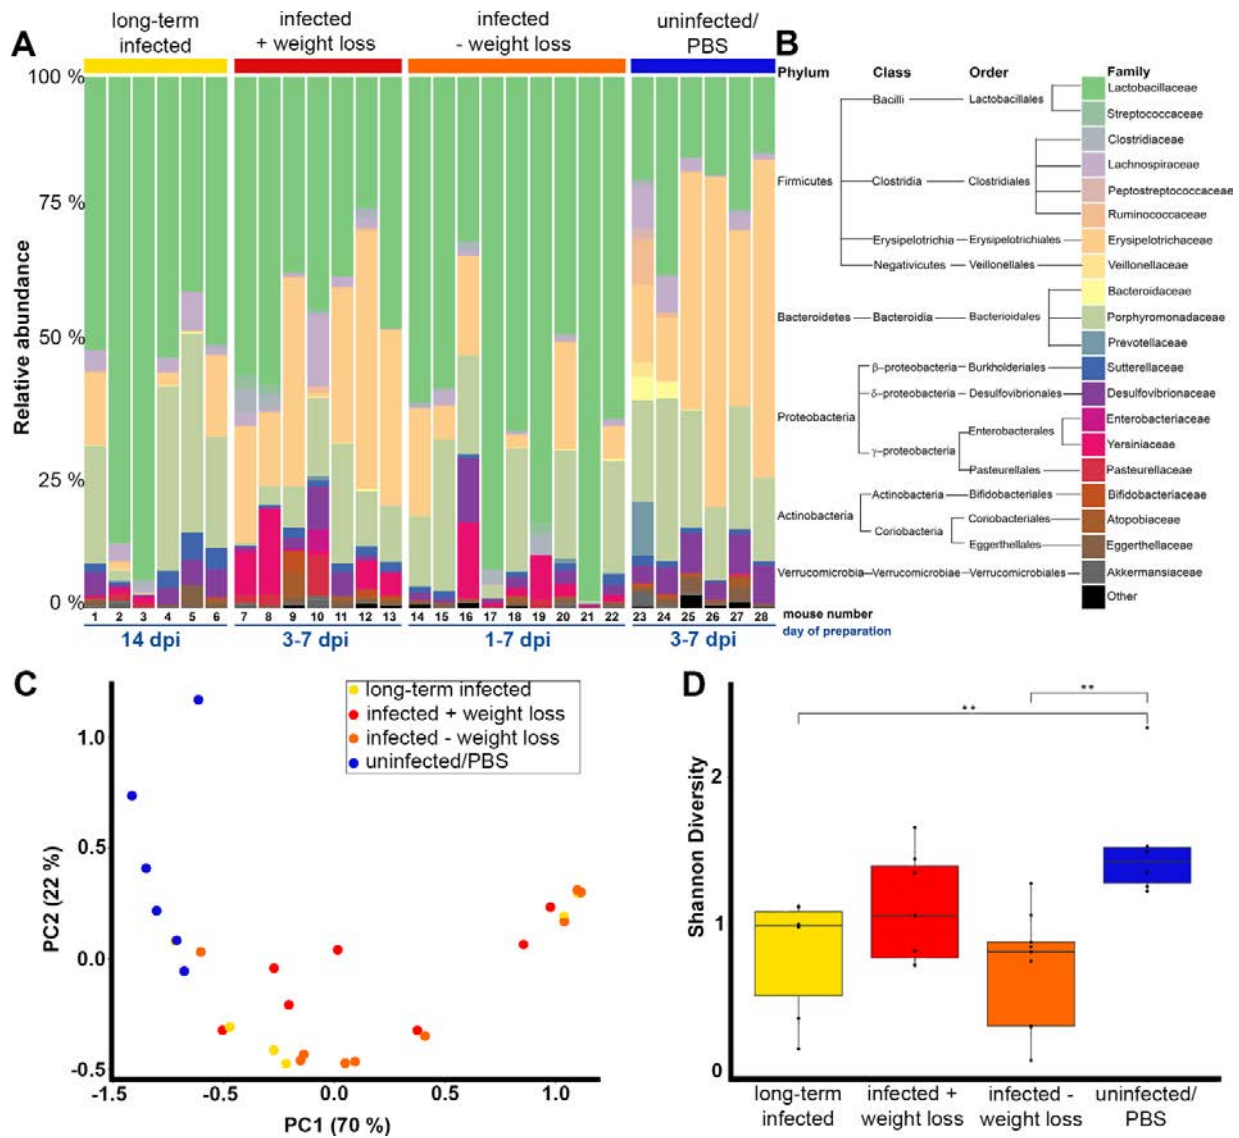 A
long-term
infected
infected
+ weight loss
infected
- weight loss
uninfected/
PBS
Relative abundance
100 %
75 %
50 %
25 %
0 %
1 2 3 4 5 6 7 8 9 10 11 12 13 14 15 16 17 18 19 20 21 22 23 24 25 26 27 28
mouse number
14 dpi
3-7 dpi
1-7 dpi
3-7 dpi
day of preparation
B
Phylum Class Order Family
Firmicutes
Bacilli Lactobacillales
Lactobacillaceae
Streptococcaceae
Clostridia Clostridiales
Clostridiaceae
Lachnospiraceae
Peptostreptococcaceae
Ruminococcaceae
Erysipelotrichia Erysipelotrichiales Erysipelotrichaceae
Negativicutes Veillonellales Veillonellaceae
Bacteroidetes Bacteroidia Bacterioidales
Bacteroidaceae
Porphyromonadaceae
Prevotellaceae
Proteobacteria
β-proteobacteria Burkholderiales Sutterellaceae
δ-proteobacteria Desulfovibrionales Desulfovibrionaceae
γ-proteobacteria
Enterobacterales
Enterobacteriaceae
Yersiniaceae
Pasteurellales Pasteurellaceae
Actinobacteria
Actinobacteria Bifidobacteriales Bifidobacteriaceae
Coriobacteria
Coriobacteriales Atopobiaceae
Eggerthellales Eggerthellaceae
Verrucomicrobia Verrucomicrobiae Verrucomicrobiales Akkermansiaceae
Other
C
long-term infected
infected + weight loss
infected - weight loss
uninfected/PBS
PC2 (22 %)
1.0
0.5
0.0
-0.5
-1.5 -0.5 0.0 0.5 1.0
PC1 (70 %)
D
**
**
Shannon Diversity
2
1
0
long-term
infected
infected +
weight loss
infected -
weight loss
uninfected/
PBS